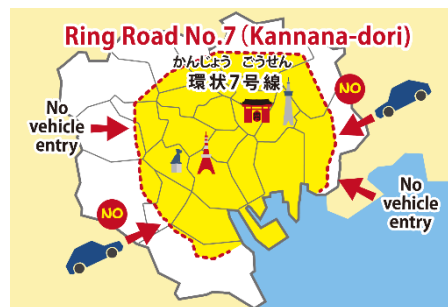 Ring Road No.7 (Kannana-dori)
かんじょう ごうせん
環状7号線
NO
No
vehicle
entry
No
vehicle
entry
NO